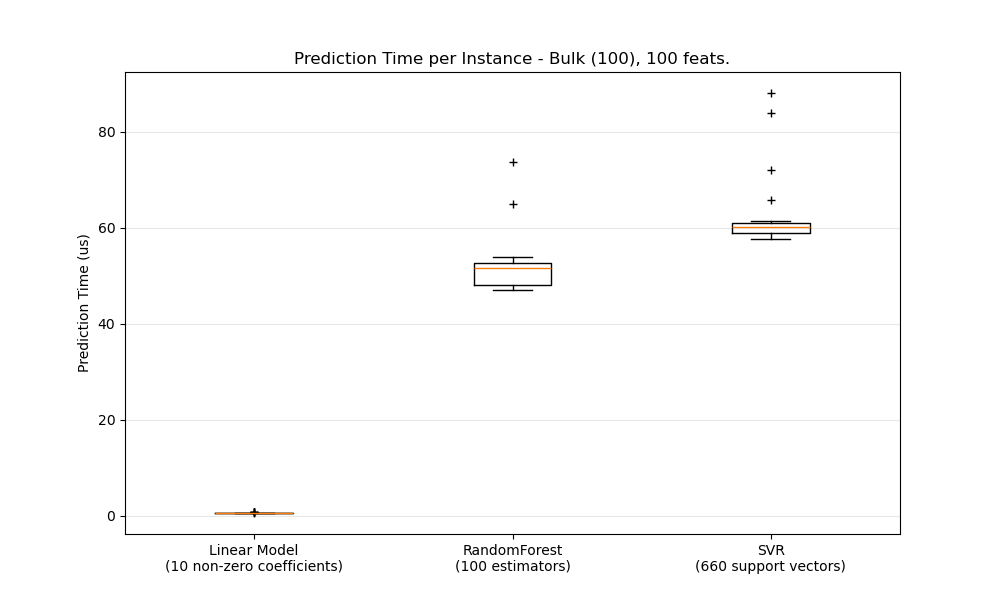 Prediction Time per Instance - Bulk (100), 100 feats.
Prediction Time (us)
80
60
40
20
0
Linear Model
(10 non-zero coefficients)
RandomForest
(100 estimators)
SVR
(660 support vectors)